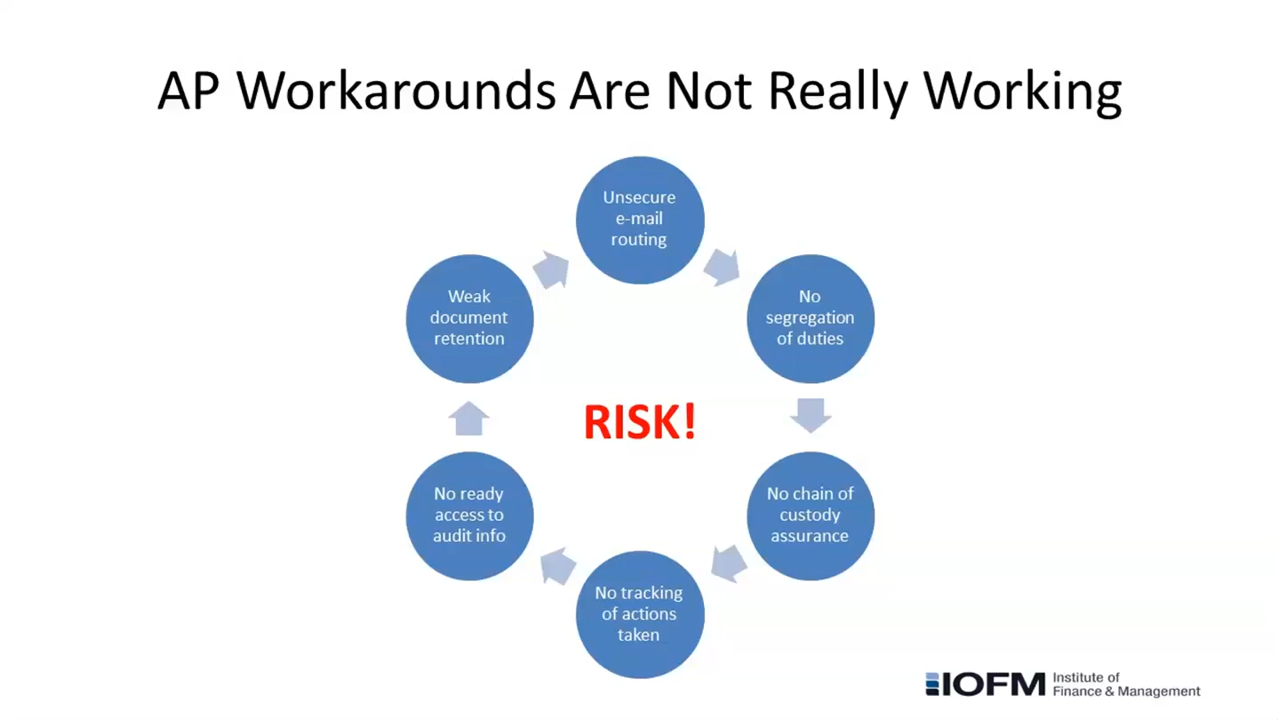 AP Workarounds Are Not Really Working
Unsecure
e-mail
routing
No
segregation
of duties
No chain of
custody
assurance
No tracking
of actions
taken
No ready
access to
audit info
Weak
document
retention
RISK!
IOFM
Institute of
Finance & Management